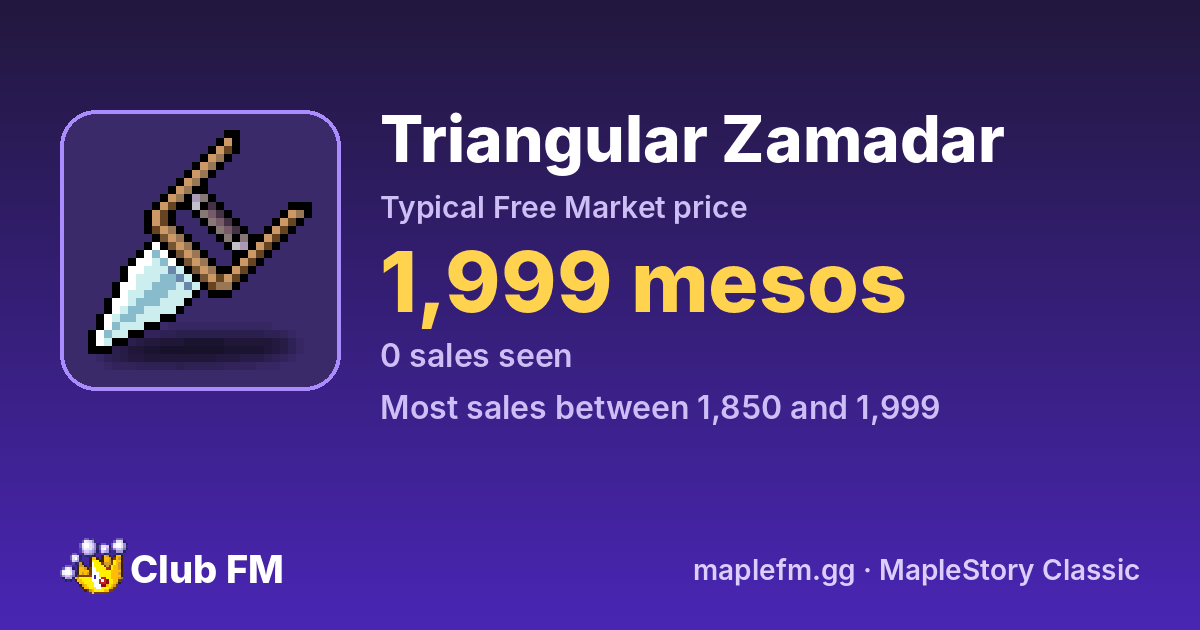 Triangular Zamadar
Typical Free Market price
1,999 mesos
0 sales seen
Most sales between 1,850 and 1,999
Club FM
maplefm.gg · MapleStory Classic